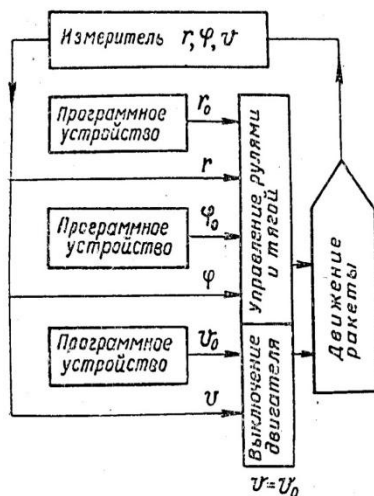 Измеритель r, φ, υ
Программное
устройство
r₀
r
Программное
устройство
φ₀
φ
Программное
устройство
υ₀
υ
Управление рулями
и тягой
Выключение
двигателя
υ=υ₀
Движение
ракеты